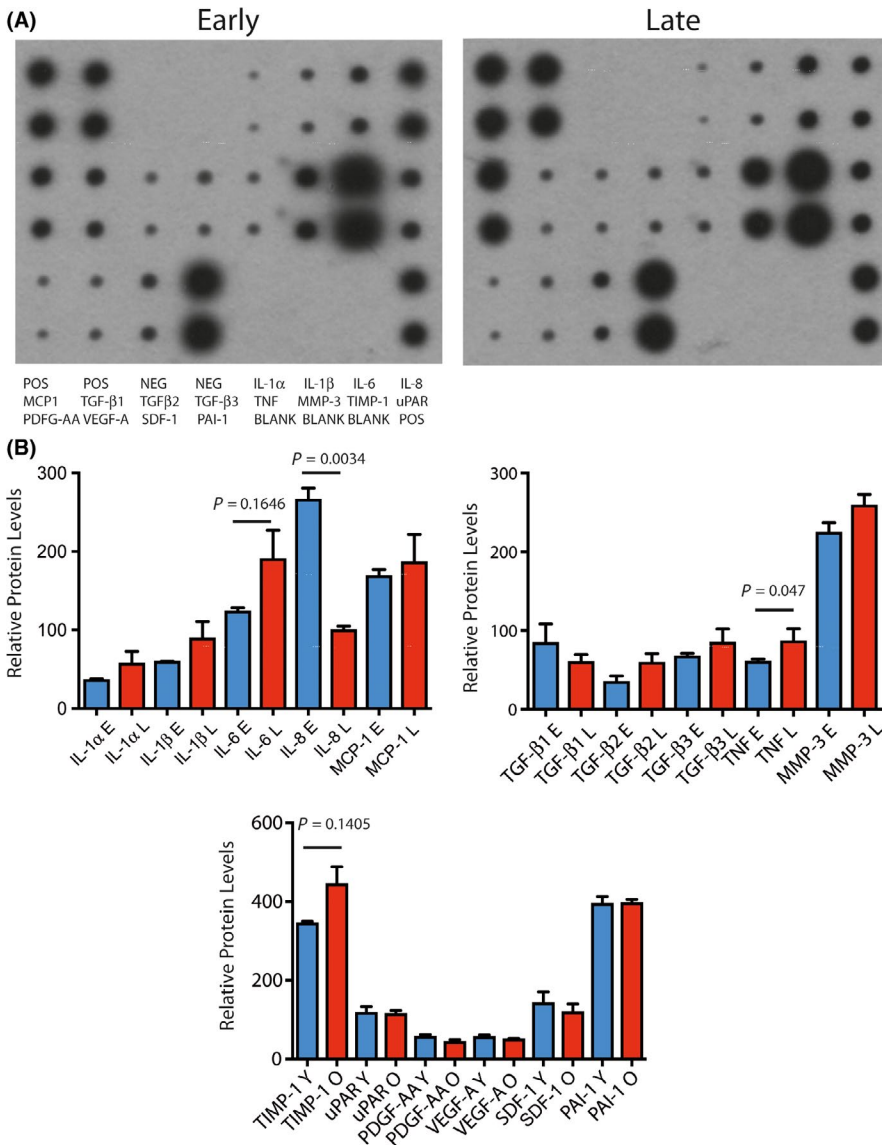 (A)
Early
Late
POS POS NEG NEG IL-1α IL-1β IL-6 IL-8
MCP1 TGF-β1 TGFβ2 TGF-β3 TNF MMP-3 TIMP-1 uPAR
PDFG-AA VEGF-A SDF-1 PAI-1 BLANK BLANK BLANK POS
(B)
Relative Protein Levels
300
200
100
0
P = 0.1646
P = 0.0034
IL-1α E
IL-1α L
IL-1β E
IL-1β L
IL-6 E
IL-6 L
IL-8 E
IL-8 L
MCP-1 E
MCP-1 L
Relative Protein Levels
300
200
100
0
P = 0.047
TGF-β1 E
TGF-β1 L
TGF-β2 E
TGF-β2 L
TGF-β3 E
TGF-β3 L
TNF E
TNF L
MMP-3 E
MMP-3 L
Relative Protein Levels
600
400
200
0
P = 0.1405
TIMP-1 Y
TIMP-1 O
uPAR Y
uPAR O
PDGF-AA Y
PDGF-AA O
VEGF-A Y
VEGF-A O
SDF-1 Y
SDF-1 O
PAI-1 Y
PAI-1 O